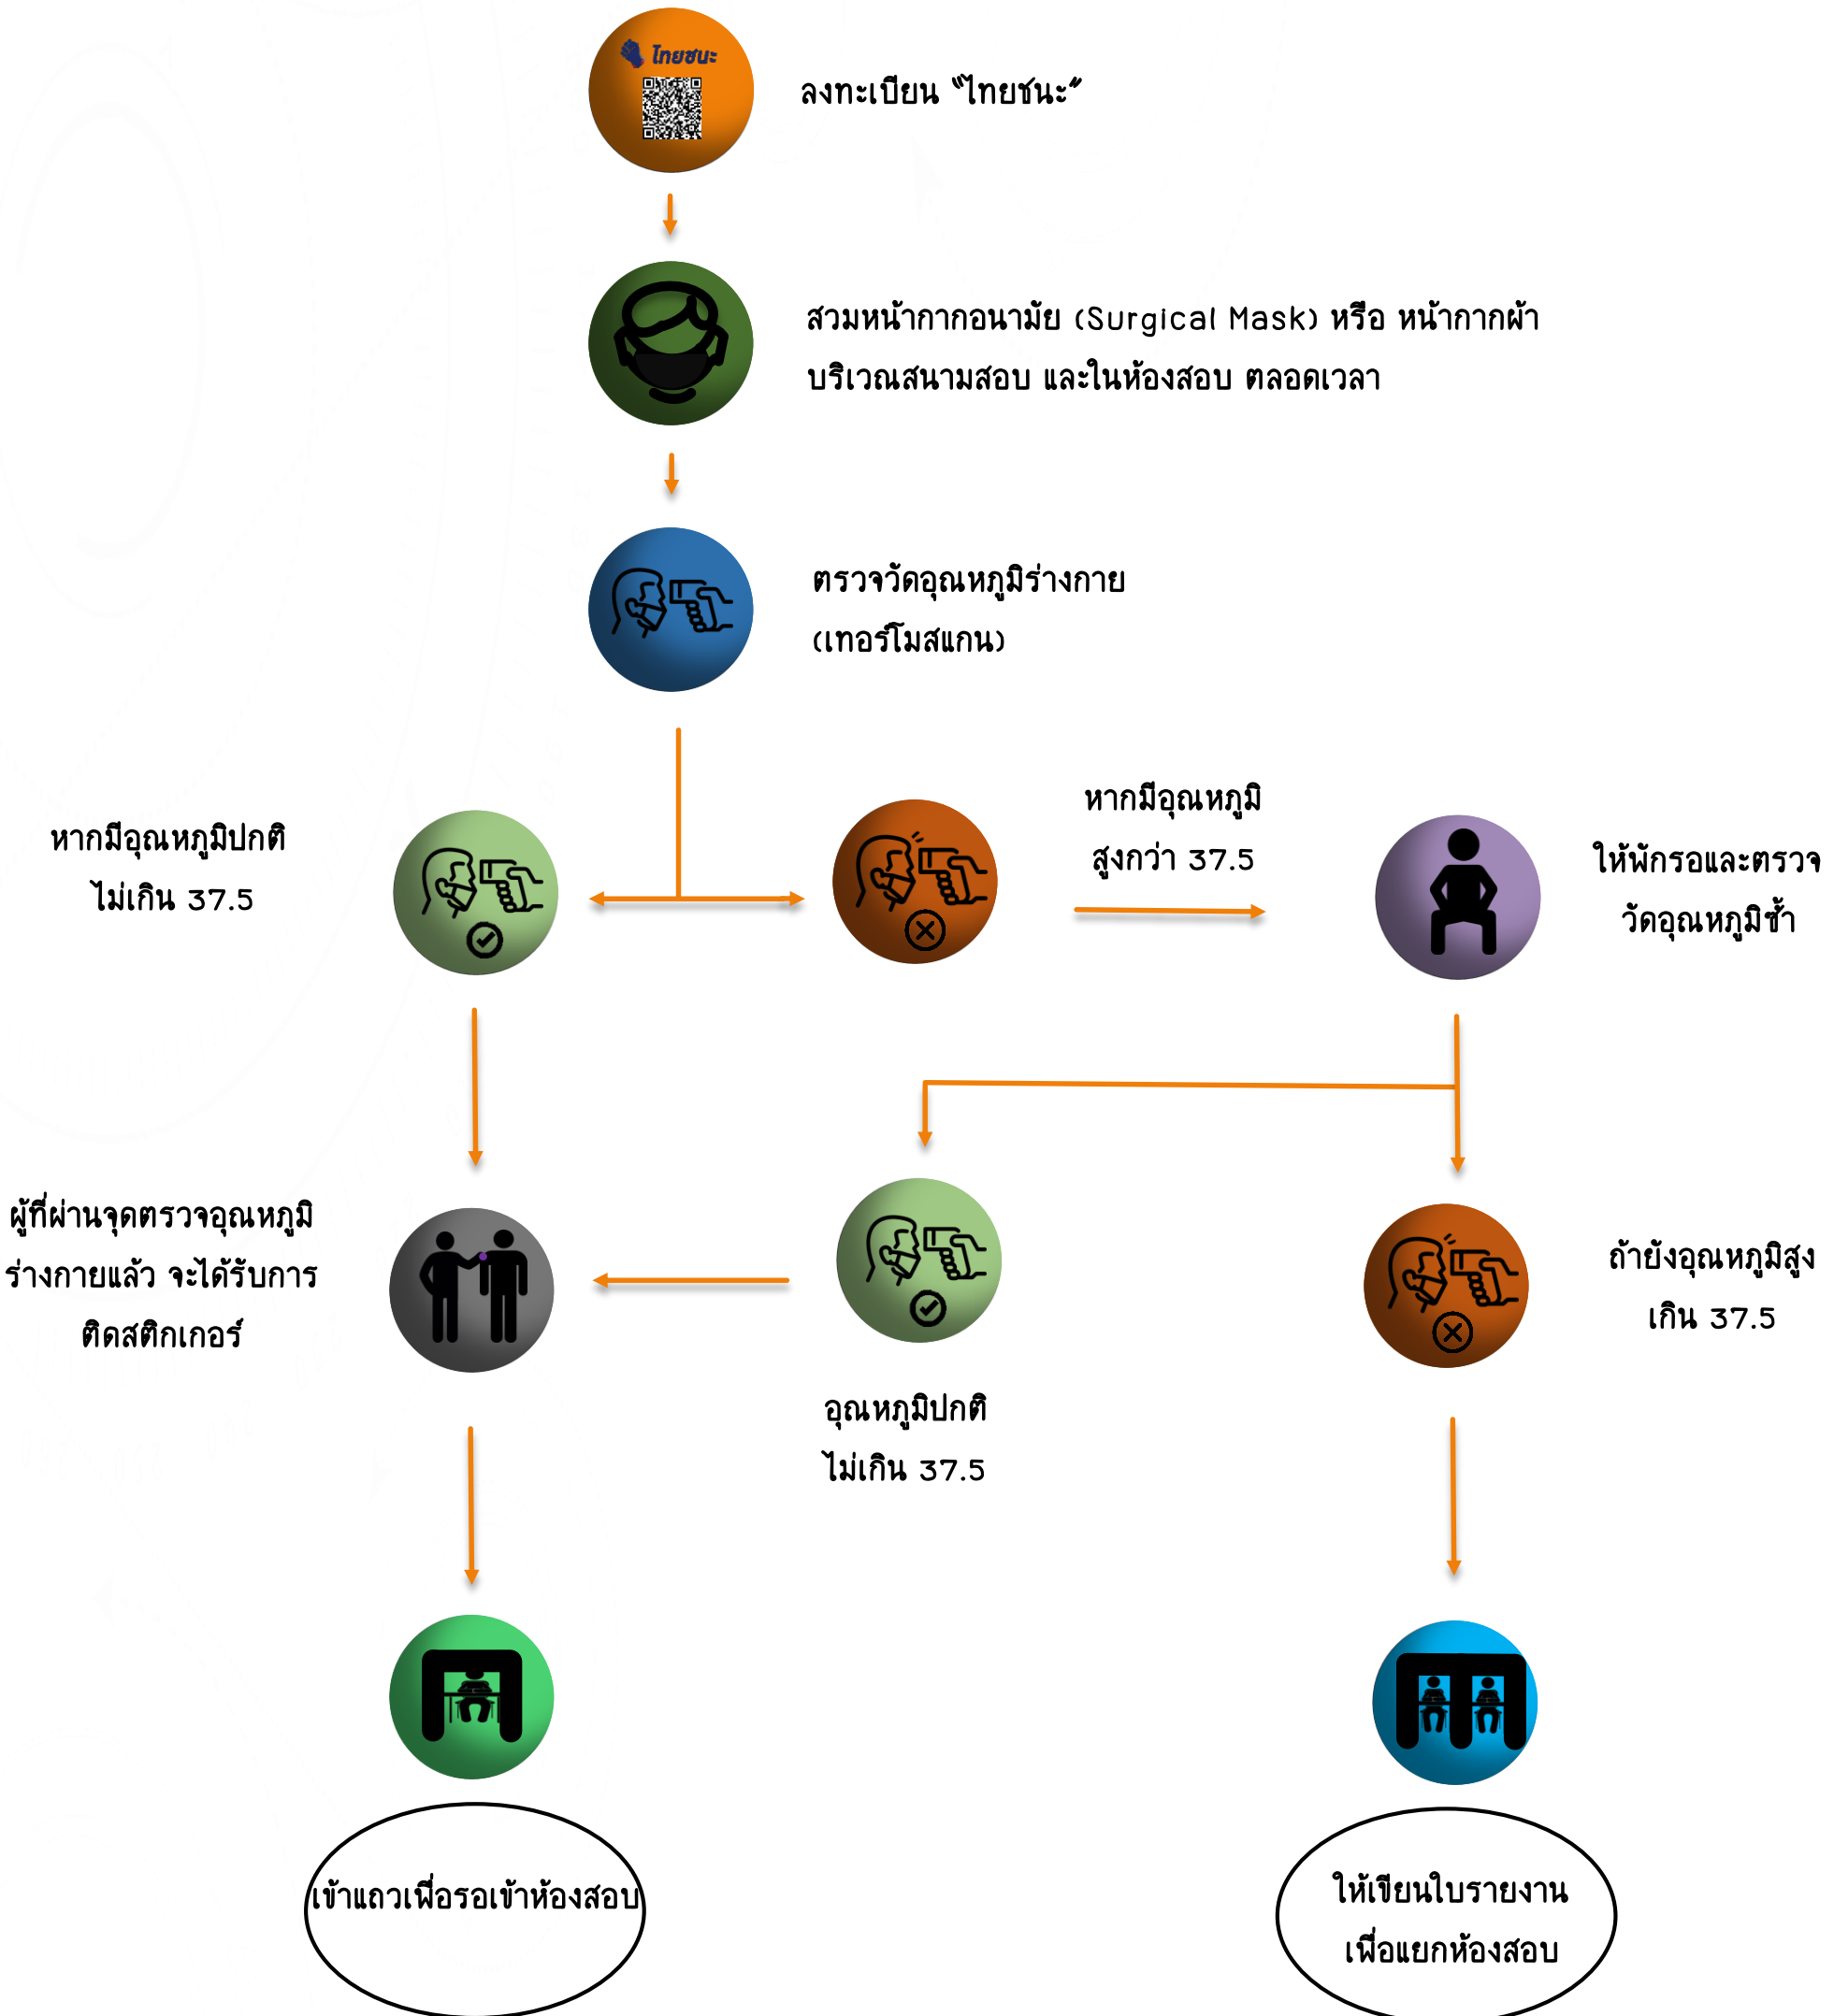 ไทยชนะ
ลงทะเบียน “ไทยชนะ”
สวมหน้ากากอนามัย (Surgical Mask) หรือ หน้ากากผ้า
บริเวณสนามสอบ และในห้องสอบ ตลอดเวลา
ตรวจวัดอุณหภูมิร่างกาย
(เทอร์โมสแกน)
หากมีอุณหภูมิปกติ
ไม่เกิน 37.5
หากมีอุณหภูมิ
สูงกว่า 37.5
ให้พักรอและตรวจ
วัดอุณหภูมิซ้ำ
ผู้ที่ผ่านจุดตรวจอุณหภูมิ
ร่างกายแล้ว จะได้รับการ
ติดสติกเกอร์
อุณหภูมิปกติ
ไม่เกิน 37.5
ถ้ายังอุณหภูมิสูง
เกิน 37.5
เข้าแถวเพื่อรอเข้าห้องสอบ
ให้เขียนใบรายงาน
เพื่อแยกห้องสอบ